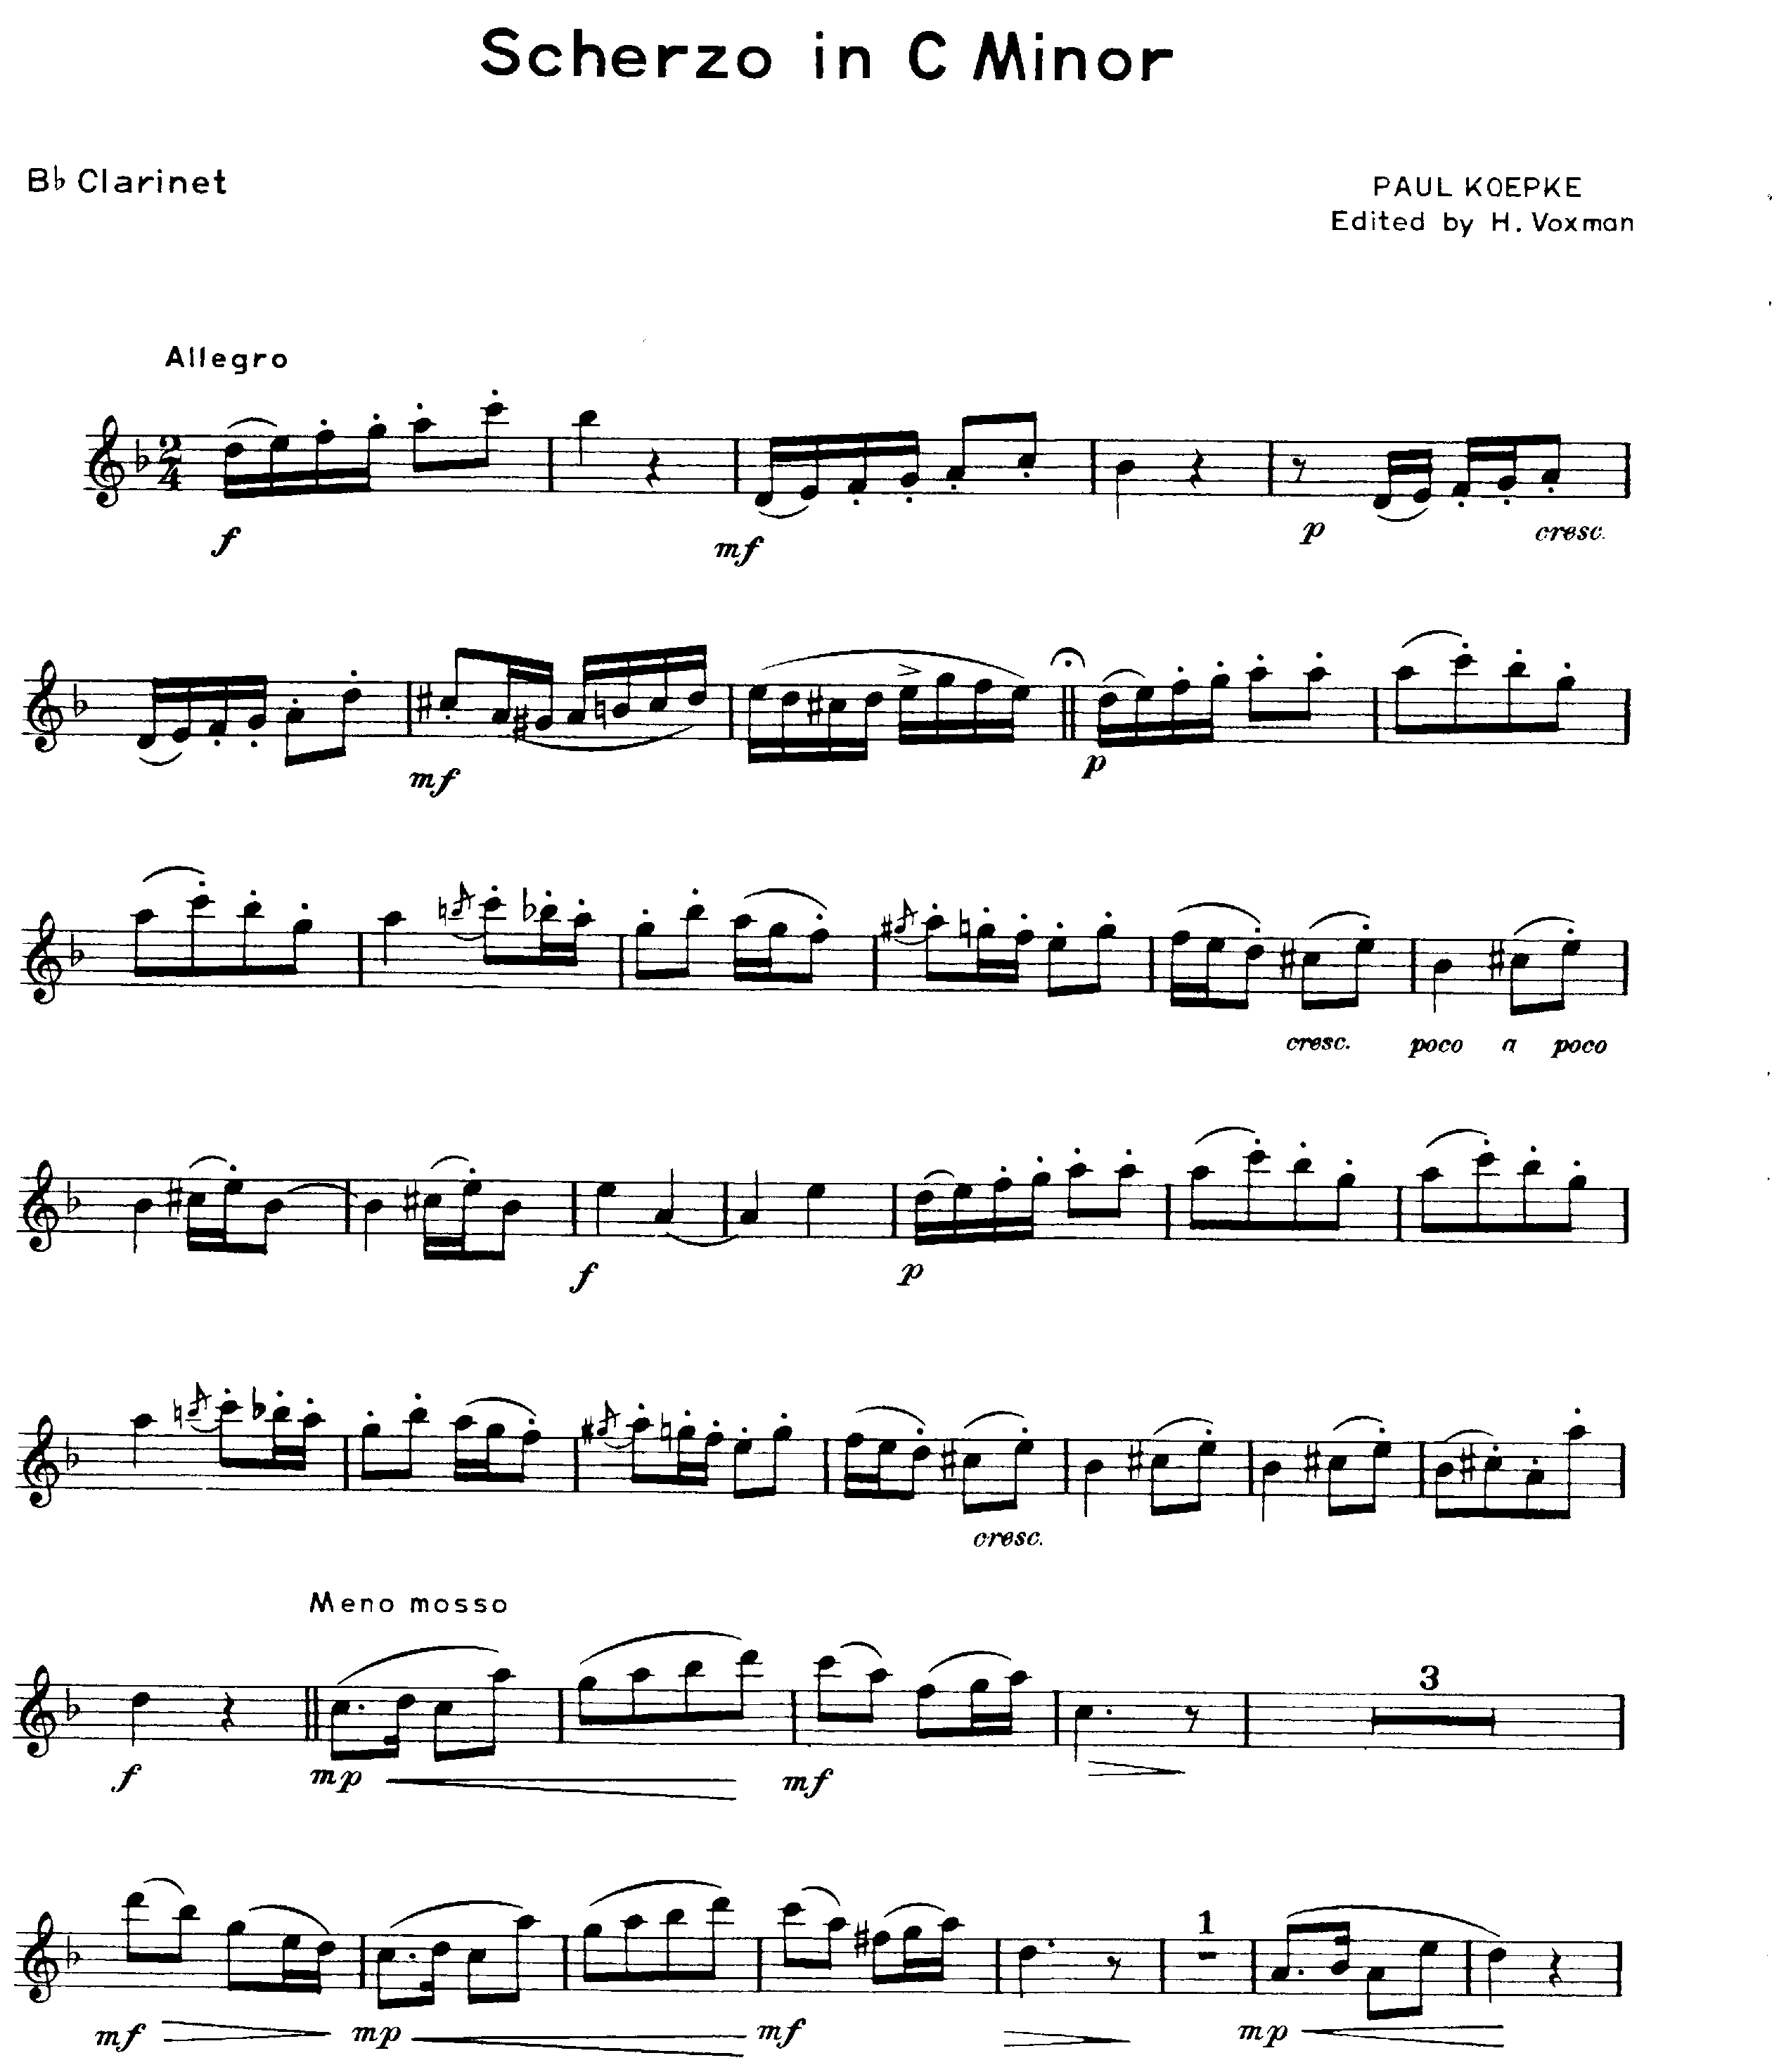 Scherzo in C Minor
B♭ Clarinet
PAUL KOEPKE
Edited by H. Voxman
Allegro
2
4
f mf p cresc.
mf p
cresc. poco a poco
f p
cresc.
Meno mosso
3
f mp mf
1
mf mp mf mp